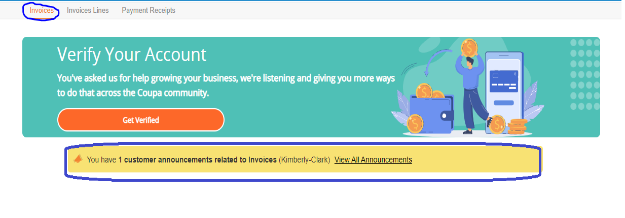 Invoices Invoices Lines Payment Receipts
Verify Your Account
You've asked us for help growing your business, we're listening and giving you more ways
to do that across the Coupa community.
Get Verified
You have 1 customer announcements related to Invoices (Kimberly-Clark) View All Announcements